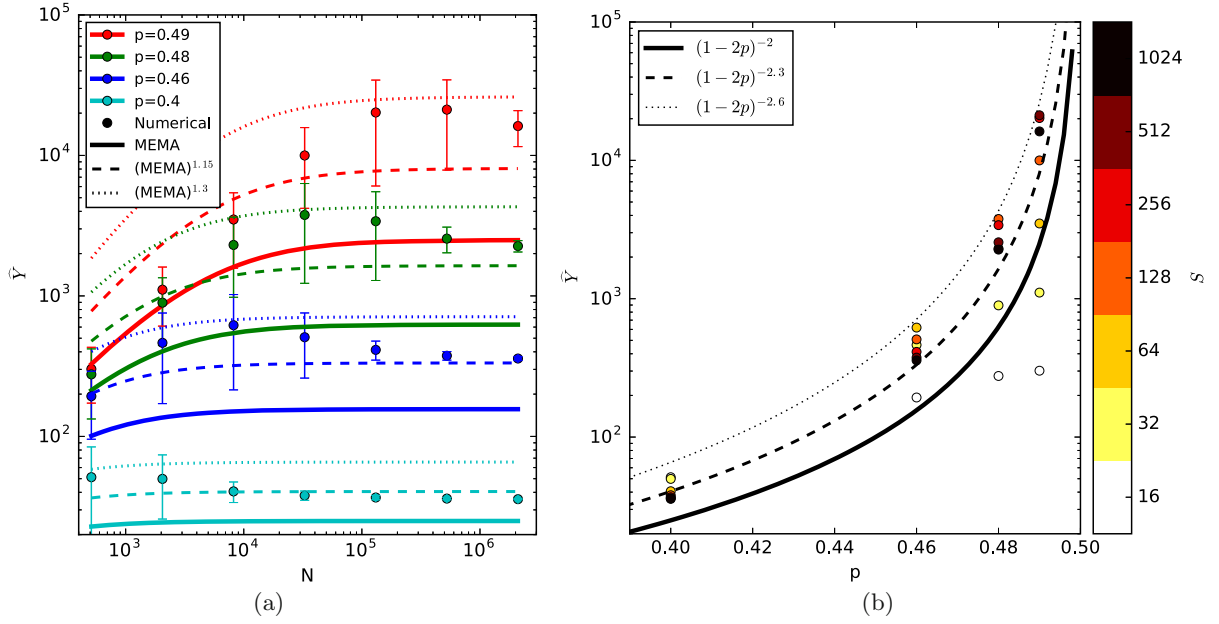 10^5
10^4
10^3
10^2
Ŷ
p=0.49
p=0.48
p=0.46
p=0.4
Numerical
MEMA
(MEMA)^{1.15}
(MEMA)^{1.3}
10^3
10^4
10^5
10^6
N
(a)
10^5
10^4
10^3
10^2
Ŷ
(1 − 2p)^{−2}
(1 − 2p)^{−2.3}
(1 − 2p)^{−2.6}
0.40
0.42
0.44
0.46
0.48
0.50
p
(b)
1024
512
256
128
64
32
16
S